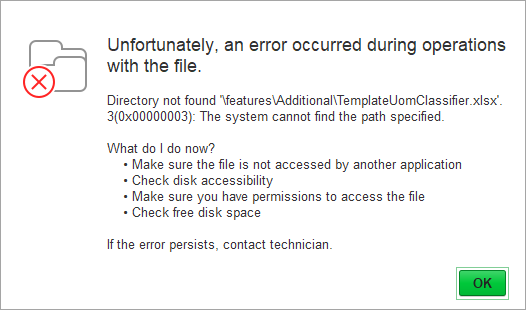 Unfortunately, an error occurred during operations
with the file.
Directory not found '\features\Additional\TemplateUomClassifier.xlsx'.
3(0x00000003): The system cannot find the path specified.
What do I do now?
• Make sure the file is not accessed by another application
• Check disk accessibility
• Make sure you have permissions to access the file
• Check free disk space
If the error persists, contact technician.
OK